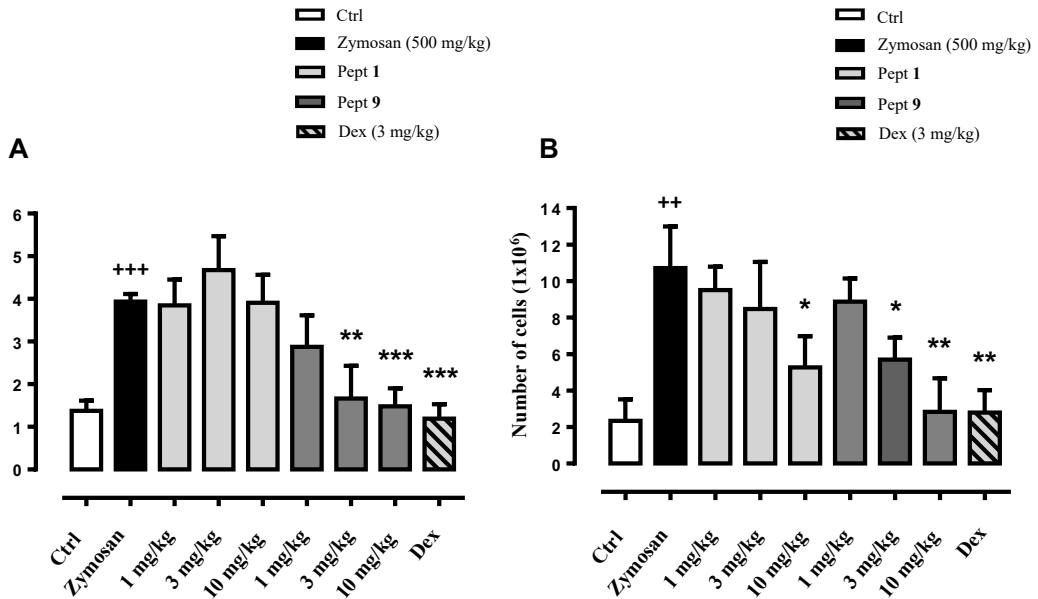 Ctrl
Zymosan (500 mg/kg)
Pept 1
Pept 9
Dex (3 mg/kg)
A
6
5
4
3
2
1
0
+++
**
***
***
Ctrl
Zymosan
1 mg/kg
3 mg/kg
10 mg/kg
1 mg/kg
3 mg/kg
10 mg/kg
Dex
Ctrl
Zymosan (500 mg/kg)
Pept 1
Pept 9
Dex (3 mg/kg)
B
Number of cells (1x10⁶)
14
12
10
8
6
4
2
0
++
*
*
**
**
Ctrl
Zymosan
1 mg/kg
3 mg/kg
10 mg/kg
1 mg/kg
3 mg/kg
10 mg/kg
Dex